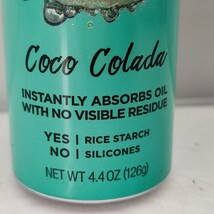 Coco Colada
INSTANTLY ABSORBS OIL
WITH NO VISIBLE RESIDUE
YES | RICE STARCH
NO | SILICONES
NET WT 4.4 OZ (126g)